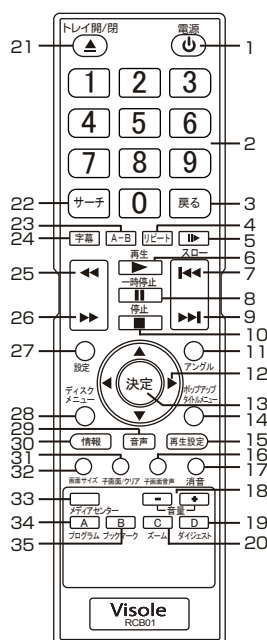 トレイ開/閉 電源
21 1
1 2 3
4 5 6 2
7 8 9
22 サーチ 0 戻る 3
23 4
24 字幕 A-B リピート 5
再生 スロー 6
25 7
一時停止 8
26 停止 9
10
27 11
設定 アングル
12
ディスクメニュー 決定 ポップアップ
タイトルメニュー
13
28 14
29
30 情報 音声 再生設定 15
31 16
32 17
画面サイズ 子画面/クリア 子画面音声 消音
33 - + 18
メディアセンター 音量
34 A B C D 19
プログラム ブックマーク ズーム ダイジェスト
35 20
Visole
RCB01